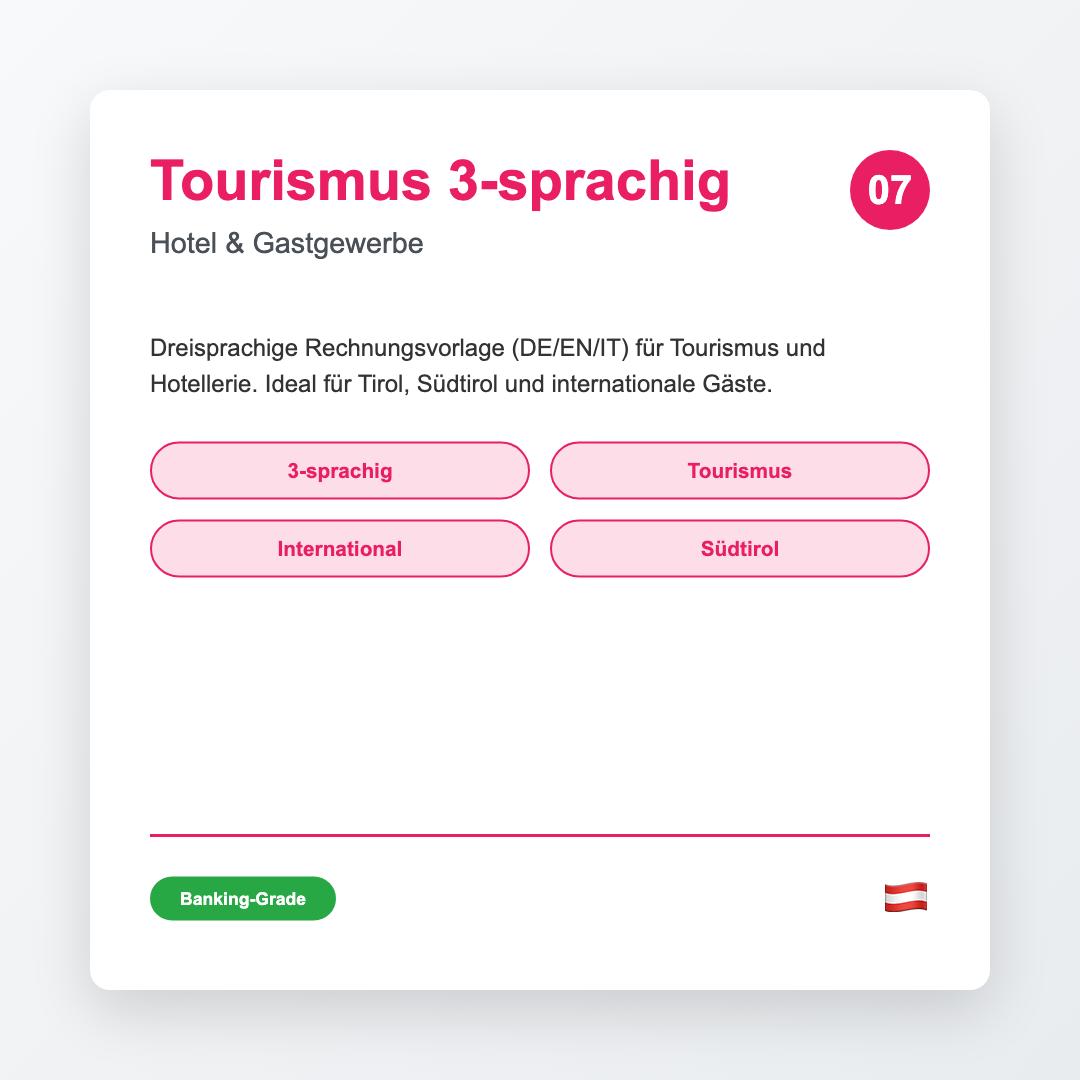 Tourismus 3-sprachig
07
Hotel & Gastgewerbe
Dreisprachige Rechnungsvorlage (DE/EN/IT) für Tourismus und
Hotellerie. Ideal für Tirol, Südtirol und internationale Gäste.
3-sprachig
Tourismus
International
Südtirol
Banking-Grade